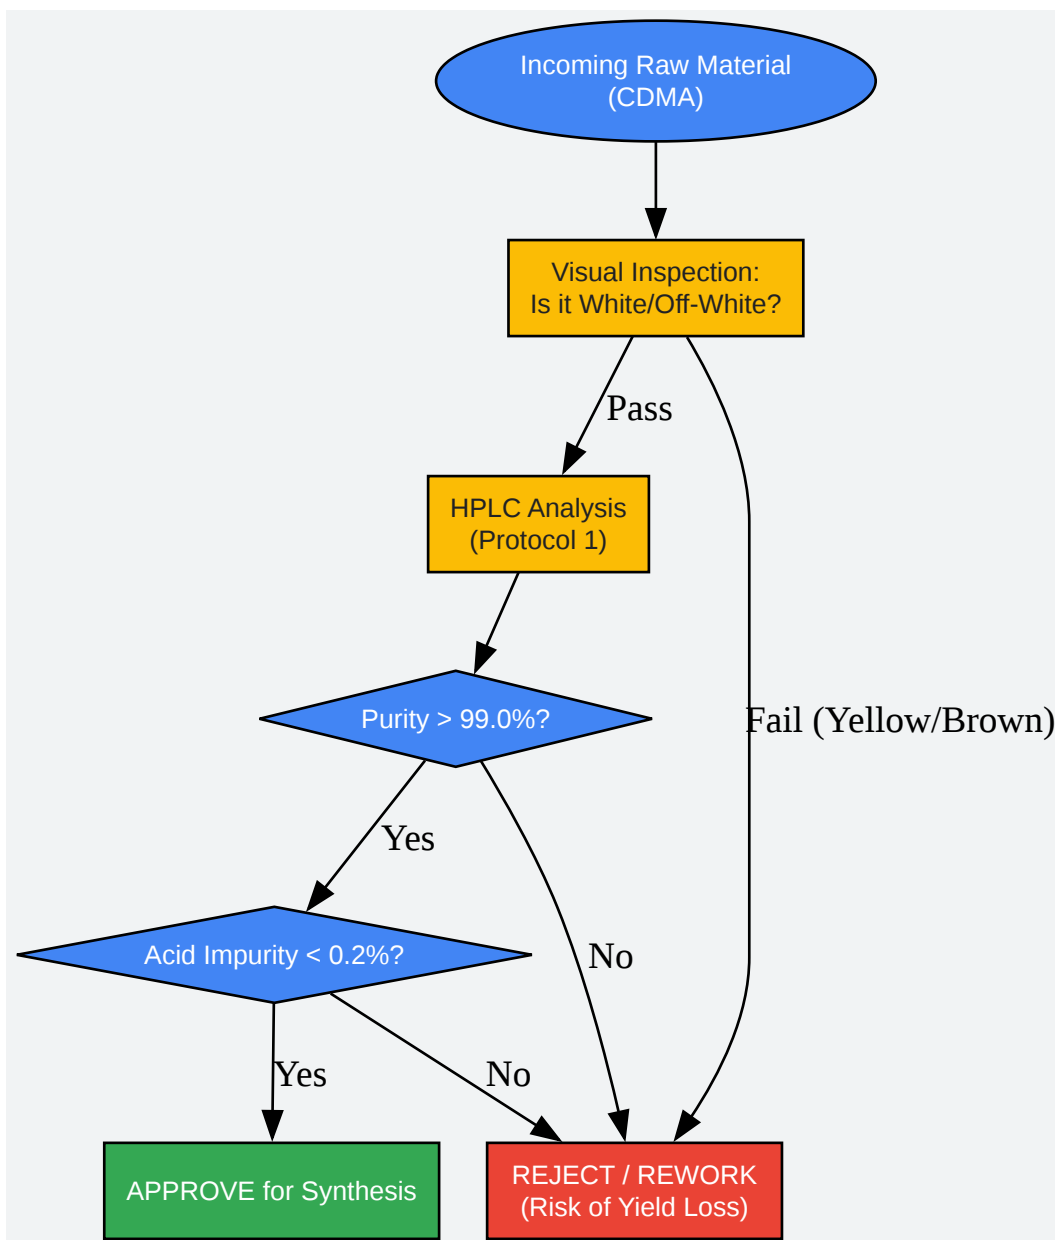 Incoming Raw Material
(CDMA)
Visual Inspection:
Is it White/Off-White?
Pass
HPLC Analysis
(Protocol 1)
Purity > 99.0%?
Fail (Yellow/Brown)
Yes
Acid Impurity < 0.2%?
No
Yes
No
APPROVE for Synthesis
REJECT / REWORK
(Risk of Yield Loss)